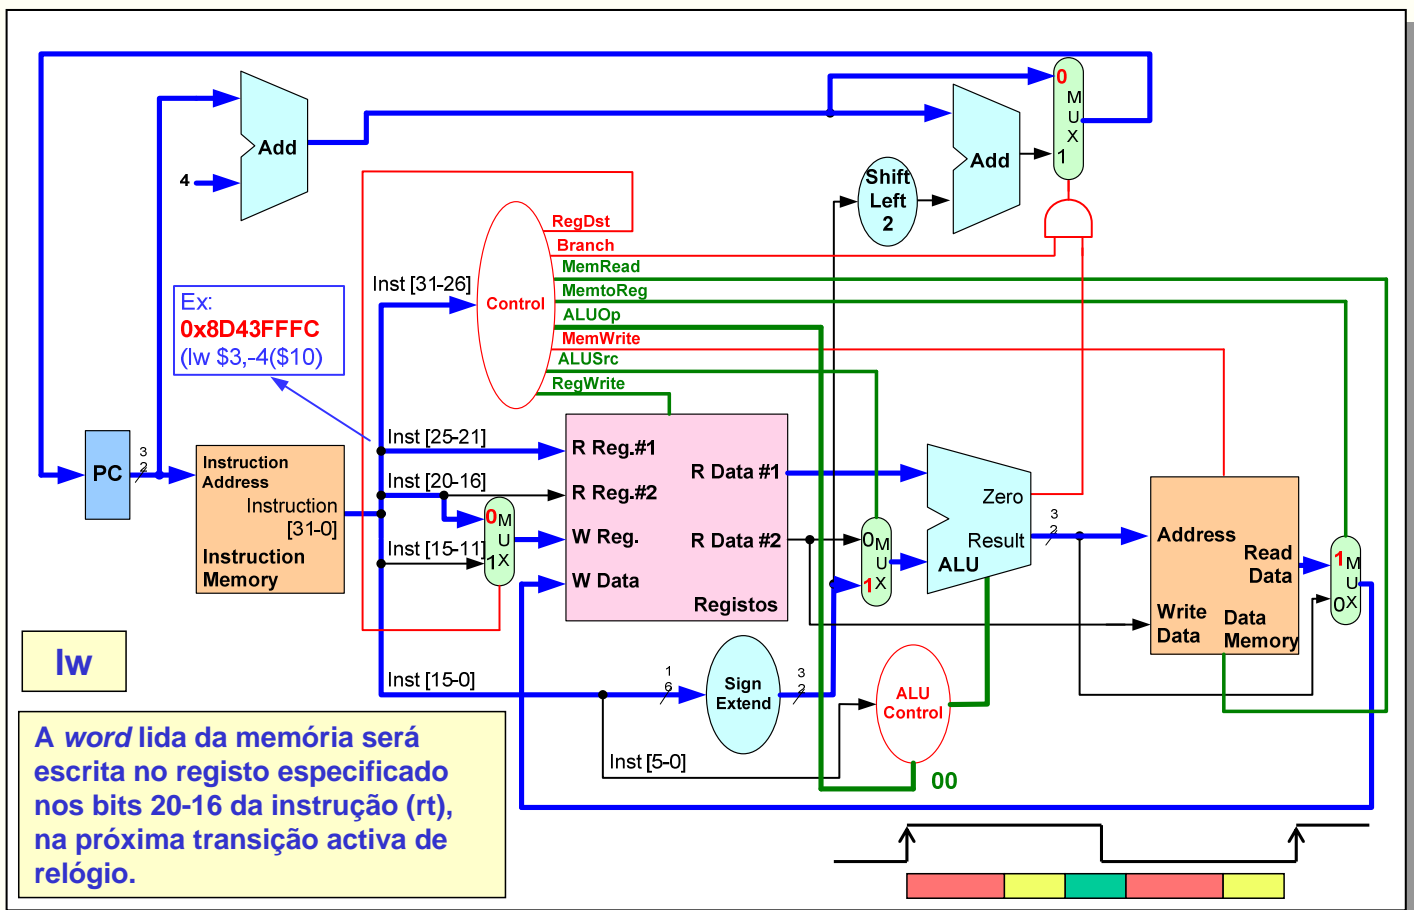 0
M
U
X
1
Add
4
Add
Shift
Left
2
RegDst
Branch
MemRead
MemtoReg
ALUOp
MemWrite
ALUSrc
RegWrite
Control
Inst [31-26]
Ex:
0x8D43FFFC
(lw $3,-4($10)
PC
32
Instruction
Address
Instruction
[31-0]
Instruction
Memory
Inst [25-21]
Inst [20-16]
Inst [15-11]
0
M
U
X
1
R Reg.#1
R Reg.#2
W Reg.
W Data
R Data #1
R Data #2
Registos
0
M
U
X
1
Zero
Result
ALU
32
Address
Read
Data
Write
Data
Data
Memory
1
M
U
X
0
lw
Inst [15-0]
16
Sign
Extend
32
ALU
Control
Inst [5-0]
00
A word lida da memória será
escrita no registo especificado
nos bits 20-16 da instrução (rt),
na próxima transição activa de
relógio.